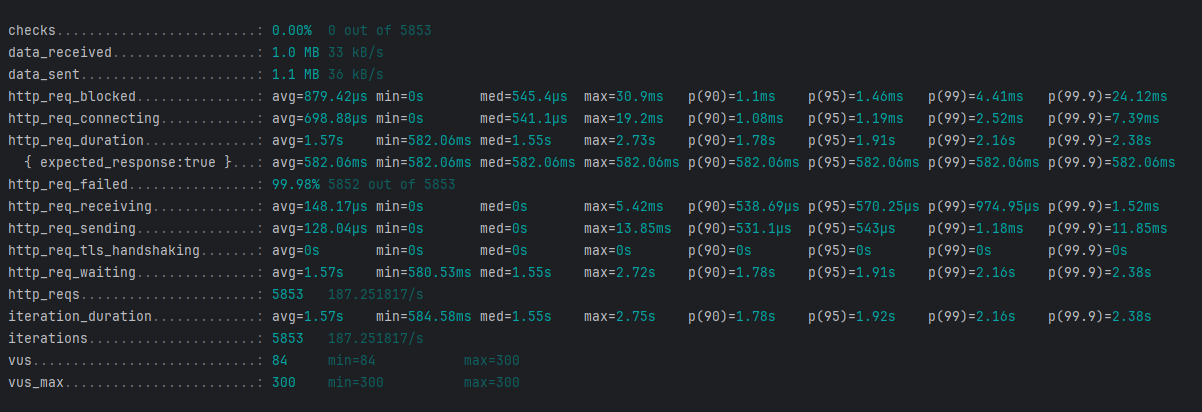 checks.........................: 0.00%  0 out of 5853
data_received..................: 1.0 MB 33 kB/s
data_sent......................: 1.1 MB 36 kB/s
http_req_blocked...............: avg=879.42µs min=0s       med=545.4µs  max=30.9ms   p(90)=1.1ms    p(95)=1.46ms   p(99)=4.41ms   p(99.9)=24.12ms
http_req_connecting............: avg=698.88µs min=0s       med=541.1µs  max=19.2ms   p(90)=1.08ms   p(95)=1.19ms   p(99)=2.52ms   p(99.9)=7.39ms
http_req_duration..............: avg=1.57s    min=582.06ms med=1.55s    max=2.73s    p(90)=1.78s    p(95)=1.91s    p(99)=2.16s    p(99.9)=2.38s
  { expected_response:true }...: avg=582.06ms min=582.06ms med=582.06ms max=582.06ms p(90)=582.06ms p(95)=582.06ms p(99)=582.06ms p(99.9)=582.06ms
http_req_failed................: 99.98% 5852 out of 5853
http_req_receiving.............: avg=148.17µs min=0s       med=0s       max=5.42ms   p(90)=538.69µs p(95)=570.25µs p(99)=974.95µs p(99.9)=1.52ms
http_req_sending...............: avg=128.04µs min=0s       med=0s       max=13.85ms  p(90)=531.1µs  p(95)=543µs    p(99)=1.18ms   p(99.9)=11.85ms
http_req_tls_handshaking.......: avg=0s       min=0s       med=0s       max=0s       p(90)=0s       p(95)=0s       p(99)=0s       p(99.9)=0s
http_req_waiting...............: avg=1.57s    min=580.53ms med=1.55s    max=2.72s    p(90)=1.78s    p(95)=1.91s    p(99)=2.16s    p(99.9)=2.38s
http_reqs......................: 5853   187.251817/s
iteration_duration.............: avg=1.57s    min=584.58ms med=1.55s    max=2.75s    p(90)=1.78s    p(95)=1.92s    p(99)=2.16s    p(99.9)=2.38s
iterations.....................: 5853   187.251817/s
vus............................: 84     min=84           max=300
vus_max........................: 300    min=300          max=300